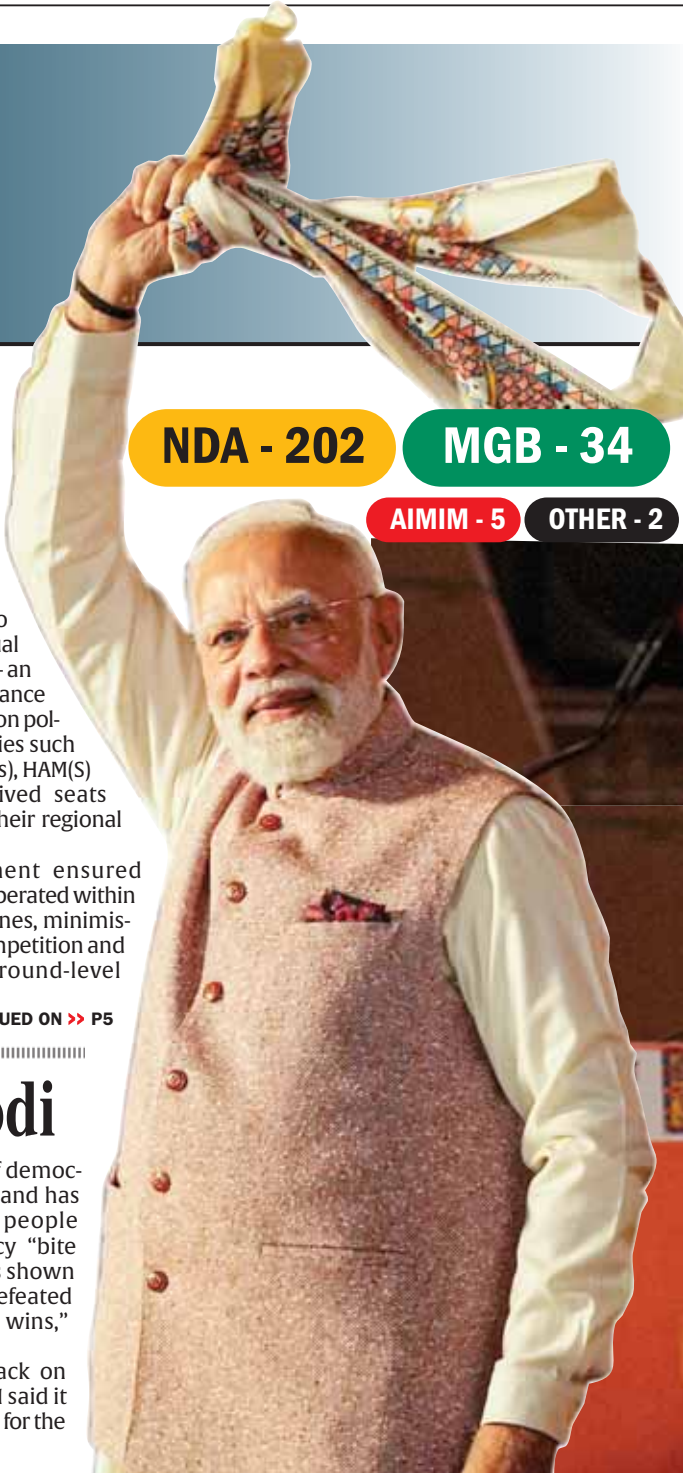 NDA - 202
MGB - 34
AIMIM - 5
OTHER - 2
an
ance
on pol-
ies such
s), HAM(S)
ived seats
heir regional
ent ensured
perated within
nes, minimis-
mpetition and
round-level
UED ON >> P5
odi
f democ-
and has
people
cy “bite
s shown
efeated
wins,”
ack on
I said it
for the